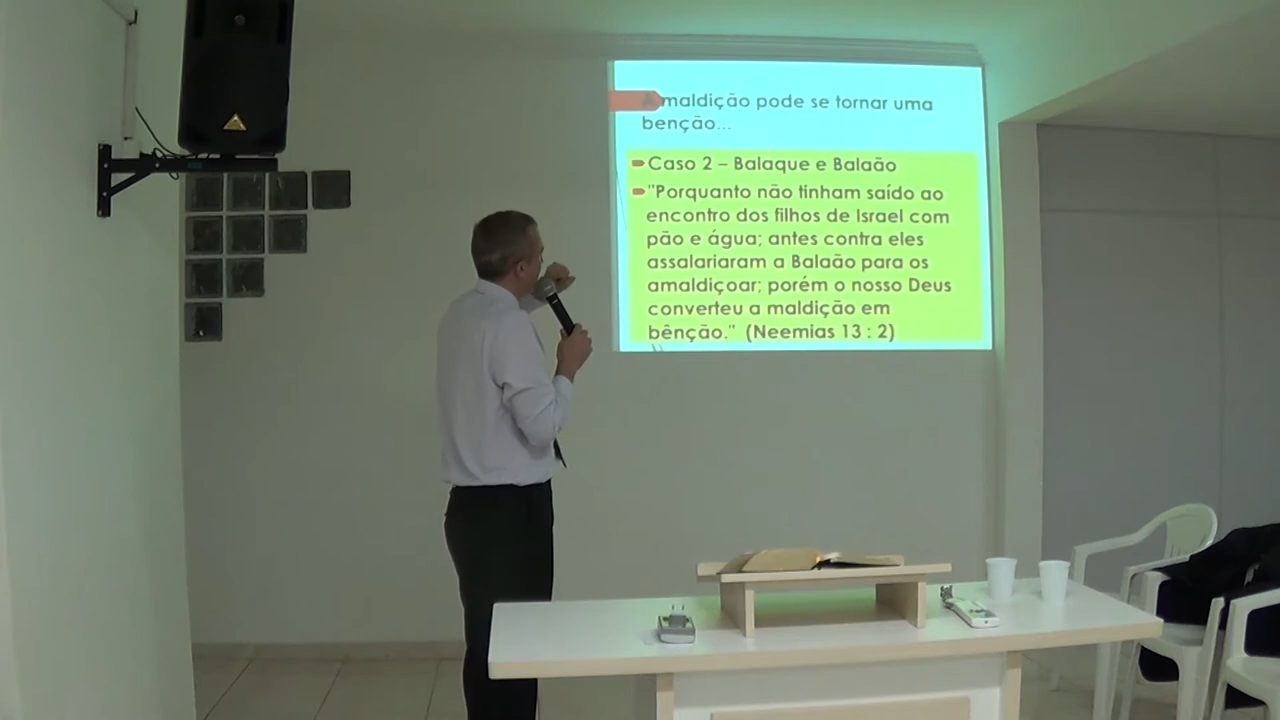 A maldição pode se tornar uma
benção...
Caso 2 – Balaque e Balaão
"Porquanto não tinham saído ao
encontro dos filhos de Israel com
pão e água; antes contra eles
assalariaram a Balaão para os
amaldiçoar; porém o nosso Deus
converteu a maldição em
bênção." (Neemias 13 : 2)